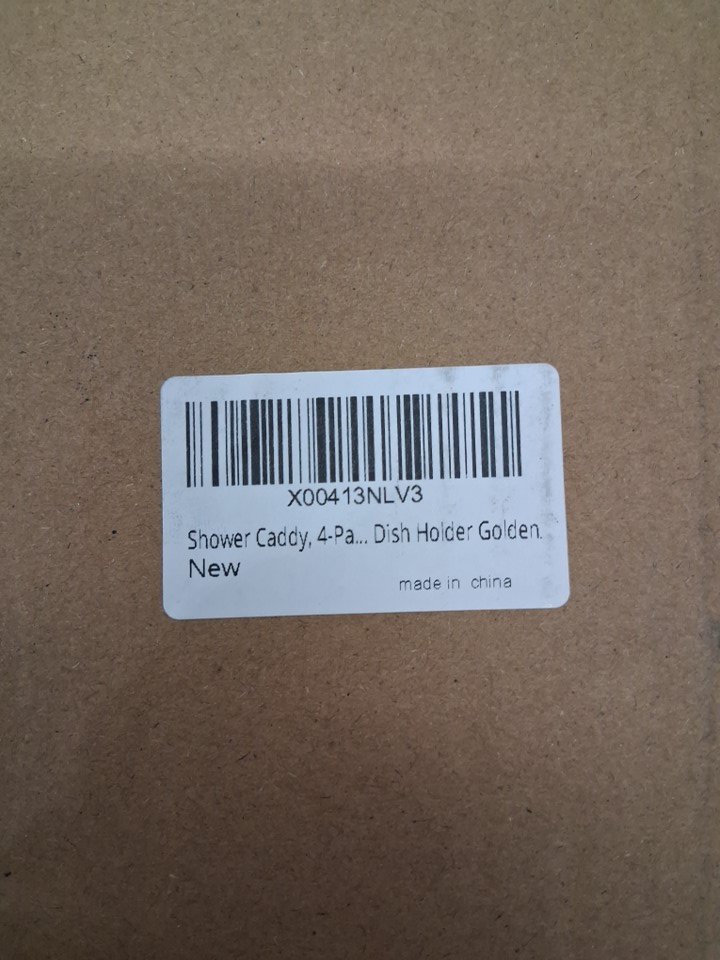 X00413NLV3
Shower Caddy, 4-Pa... Dish Holder Golden.
New
made in china